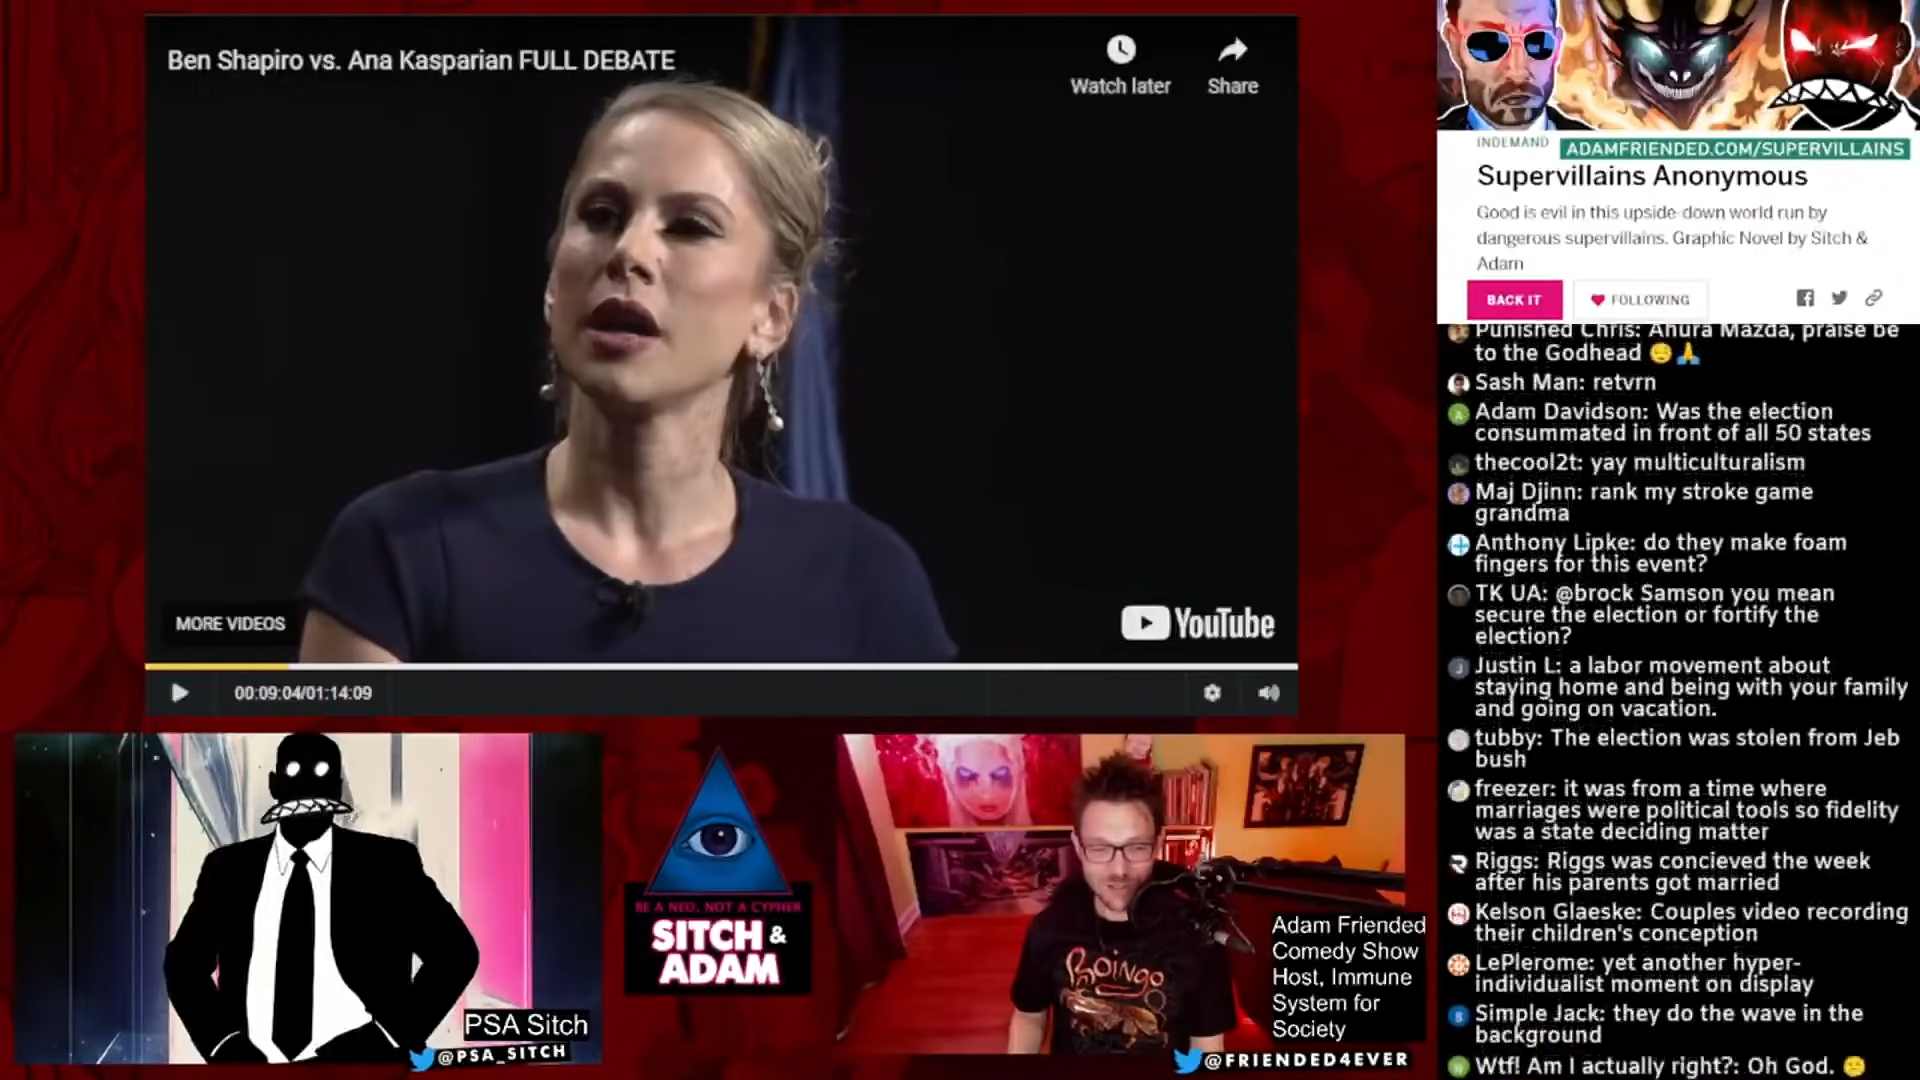 Ben Shapiro vs. Ana Kasparian FULL DEBATE
Watch later
Share
MORE VIDEOS
YouTube
00:09:04/01:14:09
PSA Sitch
@PSA_SITCH
BE A NEO, NOT A CYPHER
SITCH &
ADAM
Boingo
Adam Friended
Comedy Show
Host, Immune
System for
Society
@FRIENDED4EVER
INDEMAND
ADAMFRIENDED.COM/SUPERVILLAINS
Supervillains Anonymous
Good is evil in this upside-down world run by
dangerous supervillains. Graphic Novel by Sitch &
Adam
BACK IT
FOLLOWING
Punished Chris: Ahura Mazda, praise be
to the Godhead 😌🙏
Sash Man: retvrn
Adam Davidson: Was the election
consummated in front of all 50 states
thecool2t: yay multiculturalism
Maj Djinn: rank my stroke game
grandma
Anthony Lipke: do they make foam
fingers for this event?
TK UA: @brock Samson you mean
secure the election or fortify the
election?
Justin L: a labor movement about
staying home and being with your family
and going on vacation.
tubby: The election was stolen from Jeb
bush
freezer: it was from a time where
marriages were political tools so fidelity
was a state deciding matter
Riggs: Riggs was concieved the week
after his parents got married
Kelson Glaeske: Couples video recording
their children's conception
LePlerome: yet another hyper-
individualist moment on display
Simple Jack: they do the wave in the
background
Wtf! Am I actually right?: Oh God. 😕